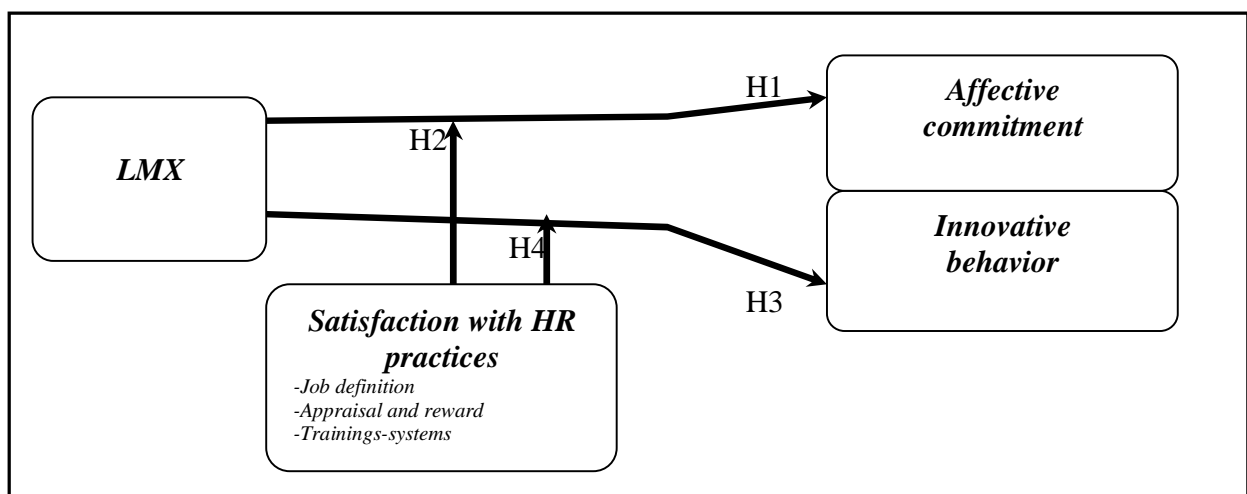 LMX
H1
H2
H4
H3
Affective
commitment
Innovative
behavior
Satisfaction with HR
practices
-Job definition
-Appraisal and reward
-Trainings-systems